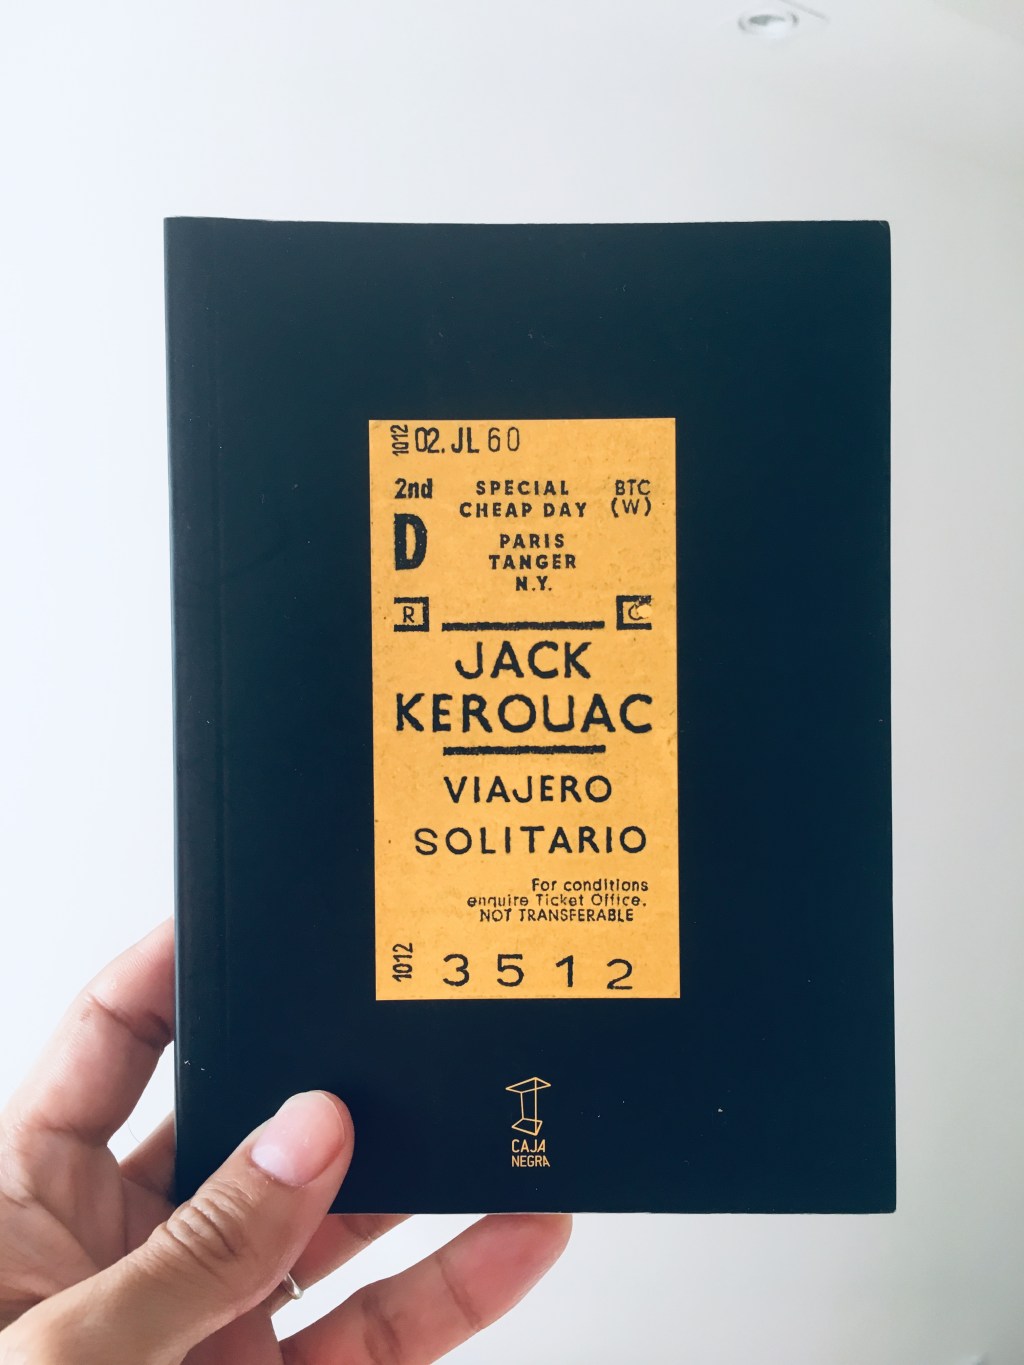 1012 02. JL 60
2nd SPECIAL BTC
CHEAP DAY (W)
D PARIS
TANGER
N.Y.
R C
JACK
KEROUAC
VIAJERO
SOLITARIO
For conditions
enquire Ticket Office.
NOT TRANSFERABLE
1012 3512
CAJA
NEGRA